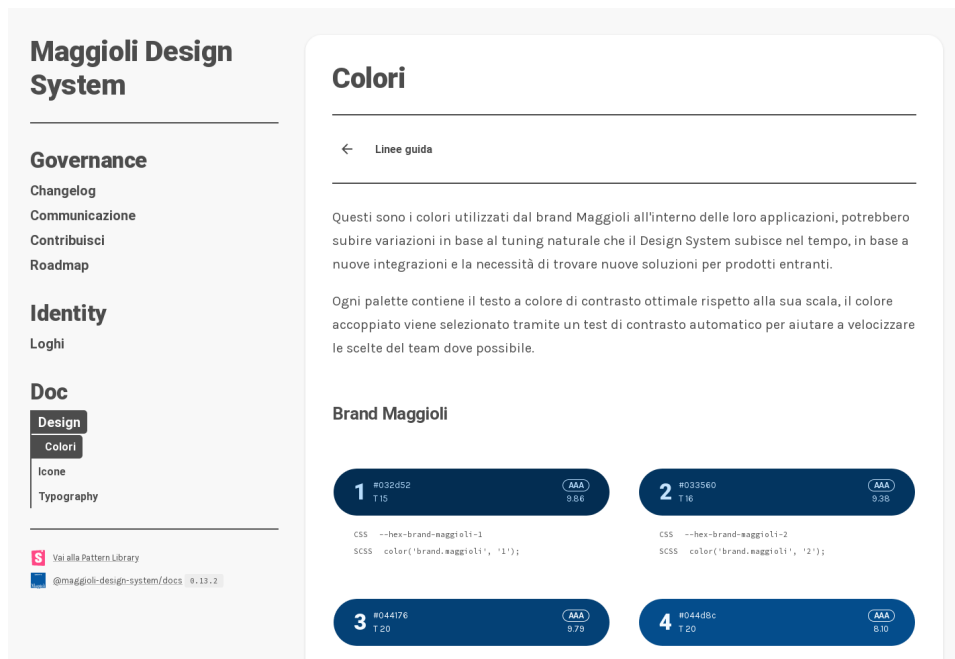 Maggioli Design
System
Governance
Changelog
Communicazione
Contribuisci
Roadmap
Identity
Loghi
Doc
Design
Colori
Icone
Typography
Vai alla Pattern Library
@maggioli-design-system/docs 0.13.2
Colori
Linee guida
Questi sono i colori utilizzati dal brand Maggioli all'interno delle loro applicazioni, potrebbero
subire variazioni in base al tuning naturale che il Design System subisce nel tempo, in base a
nuove integrazioni e la necessità di trovare nuove soluzioni per prodotti entranti.
Ogni palette contiene il testo a colore di contrasto ottimale rispetto alla sua scala, il colore
accoppiato viene selezionato tramite un test di contrasto automatico per aiutare a velocizzare
le scelte del team dove possibile.
Brand Maggioli
1 #032d52 AAA
T 15 9.86
CSS --hex-brand-maggioli-1
SCSS color('brand.maggioli', '1');
2 #033560 AAA
T 16 9.38
CSS --hex-brand-maggioli-2
SCSS color('brand.maggioli', '2');
3 #044176 AAA
T 20 9.79
4 #044d8c AAA
T 20 8.10